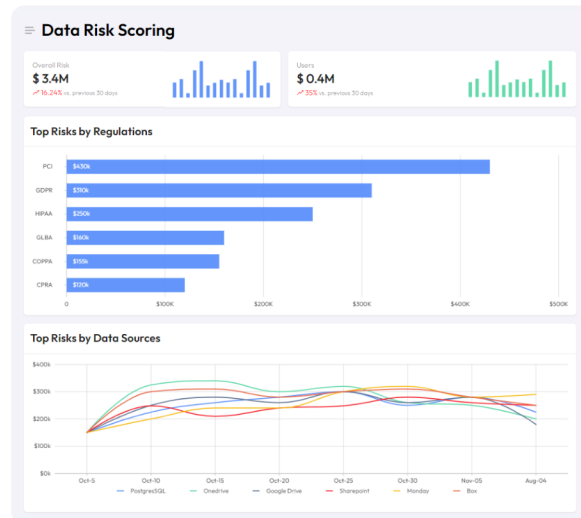 Data Risk Scoring
Overall Risk
$ 3.4M
16.24% vs. previous 30 days
Users
$ 0.4M
35% vs. previous 30 days
Top Risks by Regulations
PCI $430k
GDPR $310k
HIPAA $250k
GLBA $160k
COPPA $155k
CPRA $120k
0 $100K $200K $300K $400K $500K
Top Risks by Data Sources
$400k
$300k
$200k
$100k
$0k
Oct-5 Oct-10 Oct-15 Oct-20 Oct-25 Oct-30 Nov-05 Aug-04
PostgresSQL Onedrive Google Drive Sharepoint Monday Box